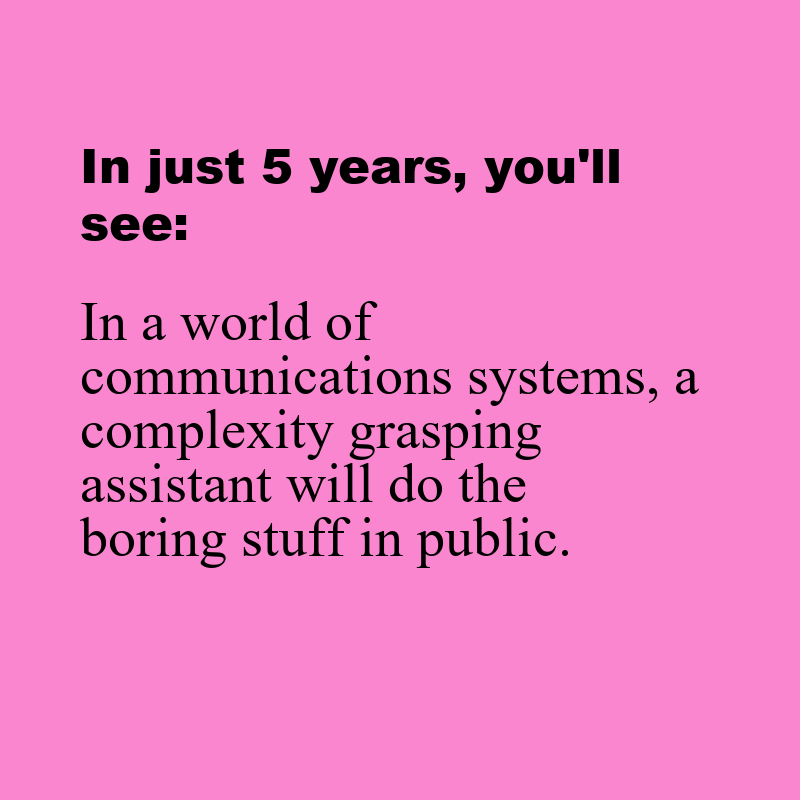 In just 5 years, you'll
see:
In a world of
communications systems, a
complexity grasping
assistant will do the
boring stuff in public.